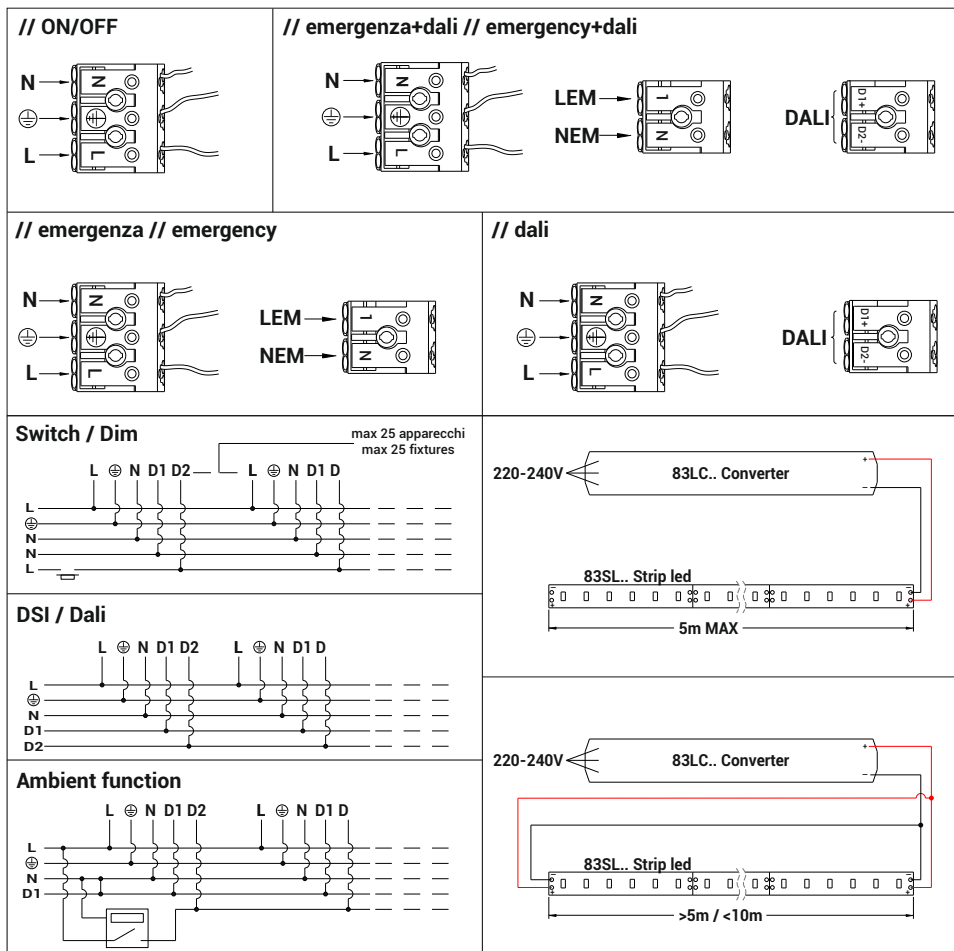 // ON/OFF
N
N
⏚
L
L
// emergenza+dali // emergency+dali
N
N
⏚
L
L
LEM
1
NEM
N
DALI
D1+
D2-
// emergenza // emergency
N
N
⏚
L
L
LEM
1
NEM
N
// dali
N
N
⏚
L
L
DALI
D1+
D2-
Switch / Dim
max 25 apparecchi
max 25 fixtures
L ⏚ N D1 D2 L ⏚ N D1 D
L
⏚
N
N
L
DSI / Dali
L ⏚ N D1 D2 L ⏚ N D1 D
L
⏚
N
D1
D2
Ambient function
L ⏚ N D1 D2 L ⏚ N D1 D
L
⏚
N
D1
220-240V
83LC.. Converter
+
−
83SL.. Strip led
− −
+ +
5m MAX
220-240V
83LC.. Converter
+
−
83SL.. Strip led
− −
+ +
>5m / <10m